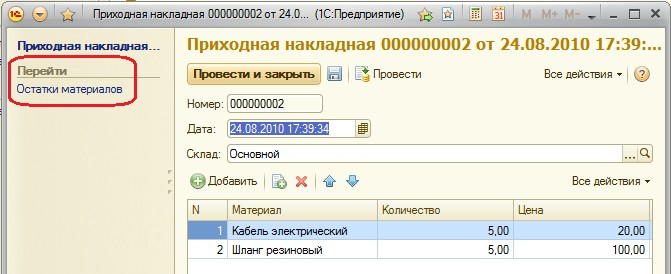 Приходная накладная 000000002 от 24.0... (1С:Предприятие)
M M+ M-
Приходная накладная...
Перейти
Остатки материалов
Приходная накладная 000000002 от 24.08.2010 17:39:...
Провести и закрыть Провести Все действия ?
Номер: 000000002
Дата: 24.08.2010 17:39:34
Склад: Основной ...
Добавить Все действия
N Материал Количество Цена
1 Кабель электрический 5,00 20,00
2 Шланг резиновый 5,00 100,00